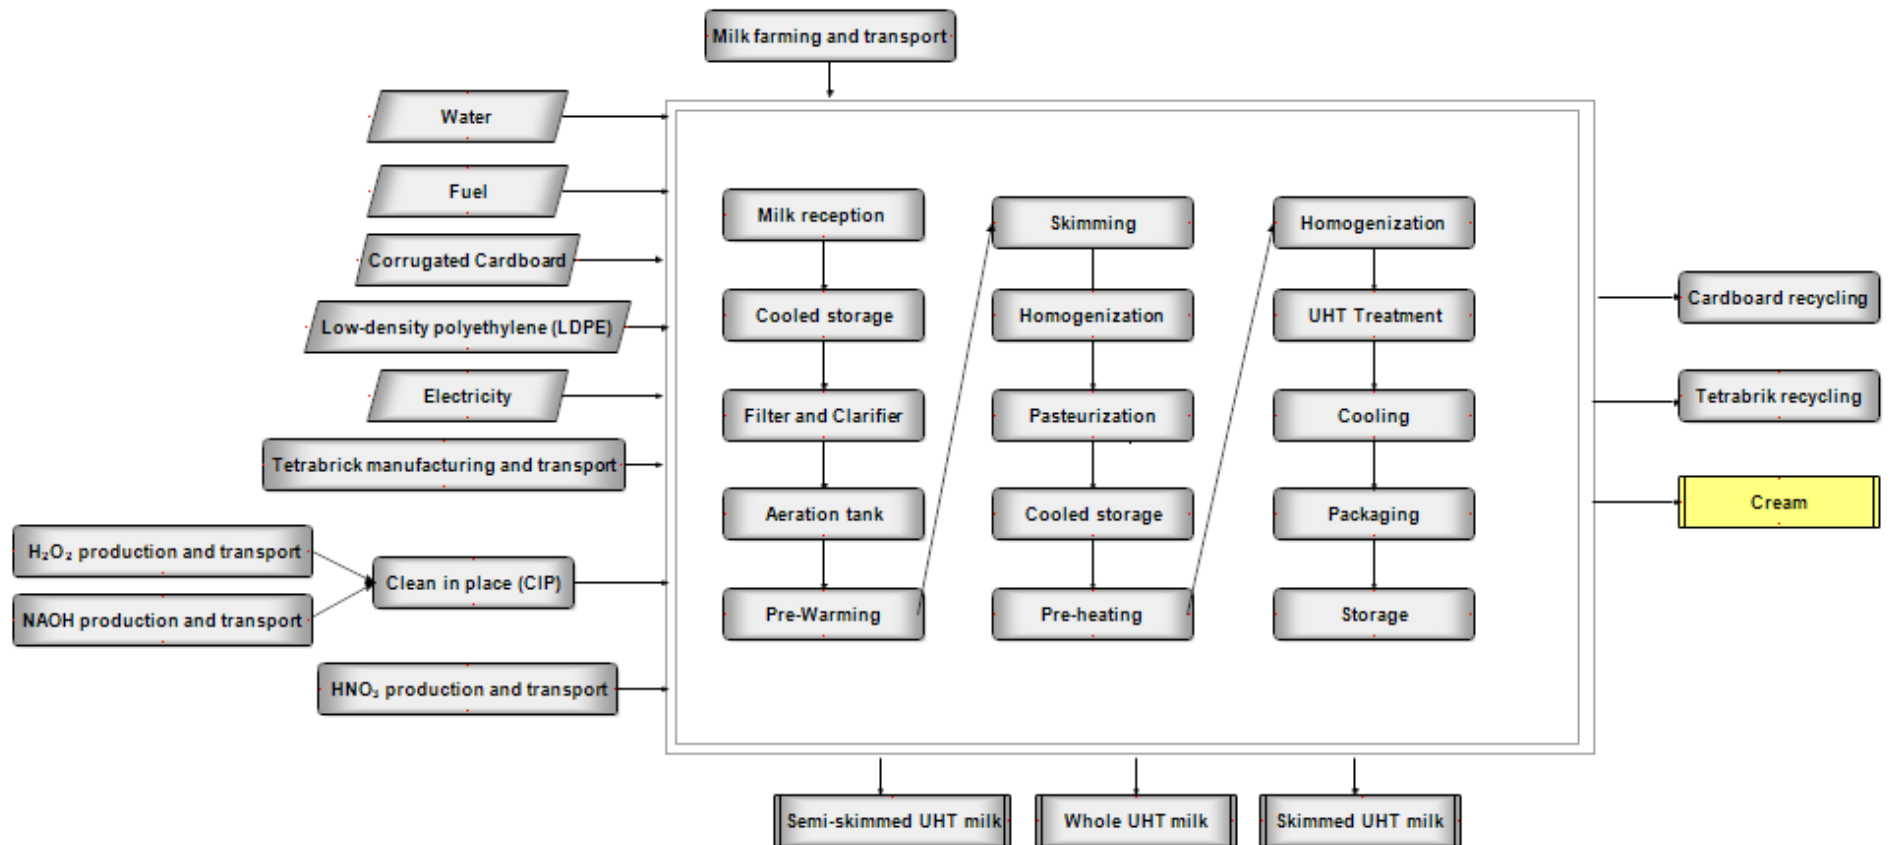 Milk farming and transport
Water
Fuel
Corrugated Cardboard
Low-density polyethylene (LDPE)
Electricity
Tetrabrick manufacturing and transport
H₂O₂ production and transport
NAOH production and transport
Clean in place (CIP)
HNO₃ production and transport
Milk reception
Cooled storage
Filter and Clarifier
Aeration tank
Pre-Warming
Skimming
Homogenization
Pasteurization
Cooled storage
Pre-heating
Homogenization
UHT Treatment
Cooling
Packaging
Storage
Cardboard recycling
Tetrabrik recycling
Cream
Semi-skimmed UHT milk
Whole UHT milk
Skimmed UHT milk